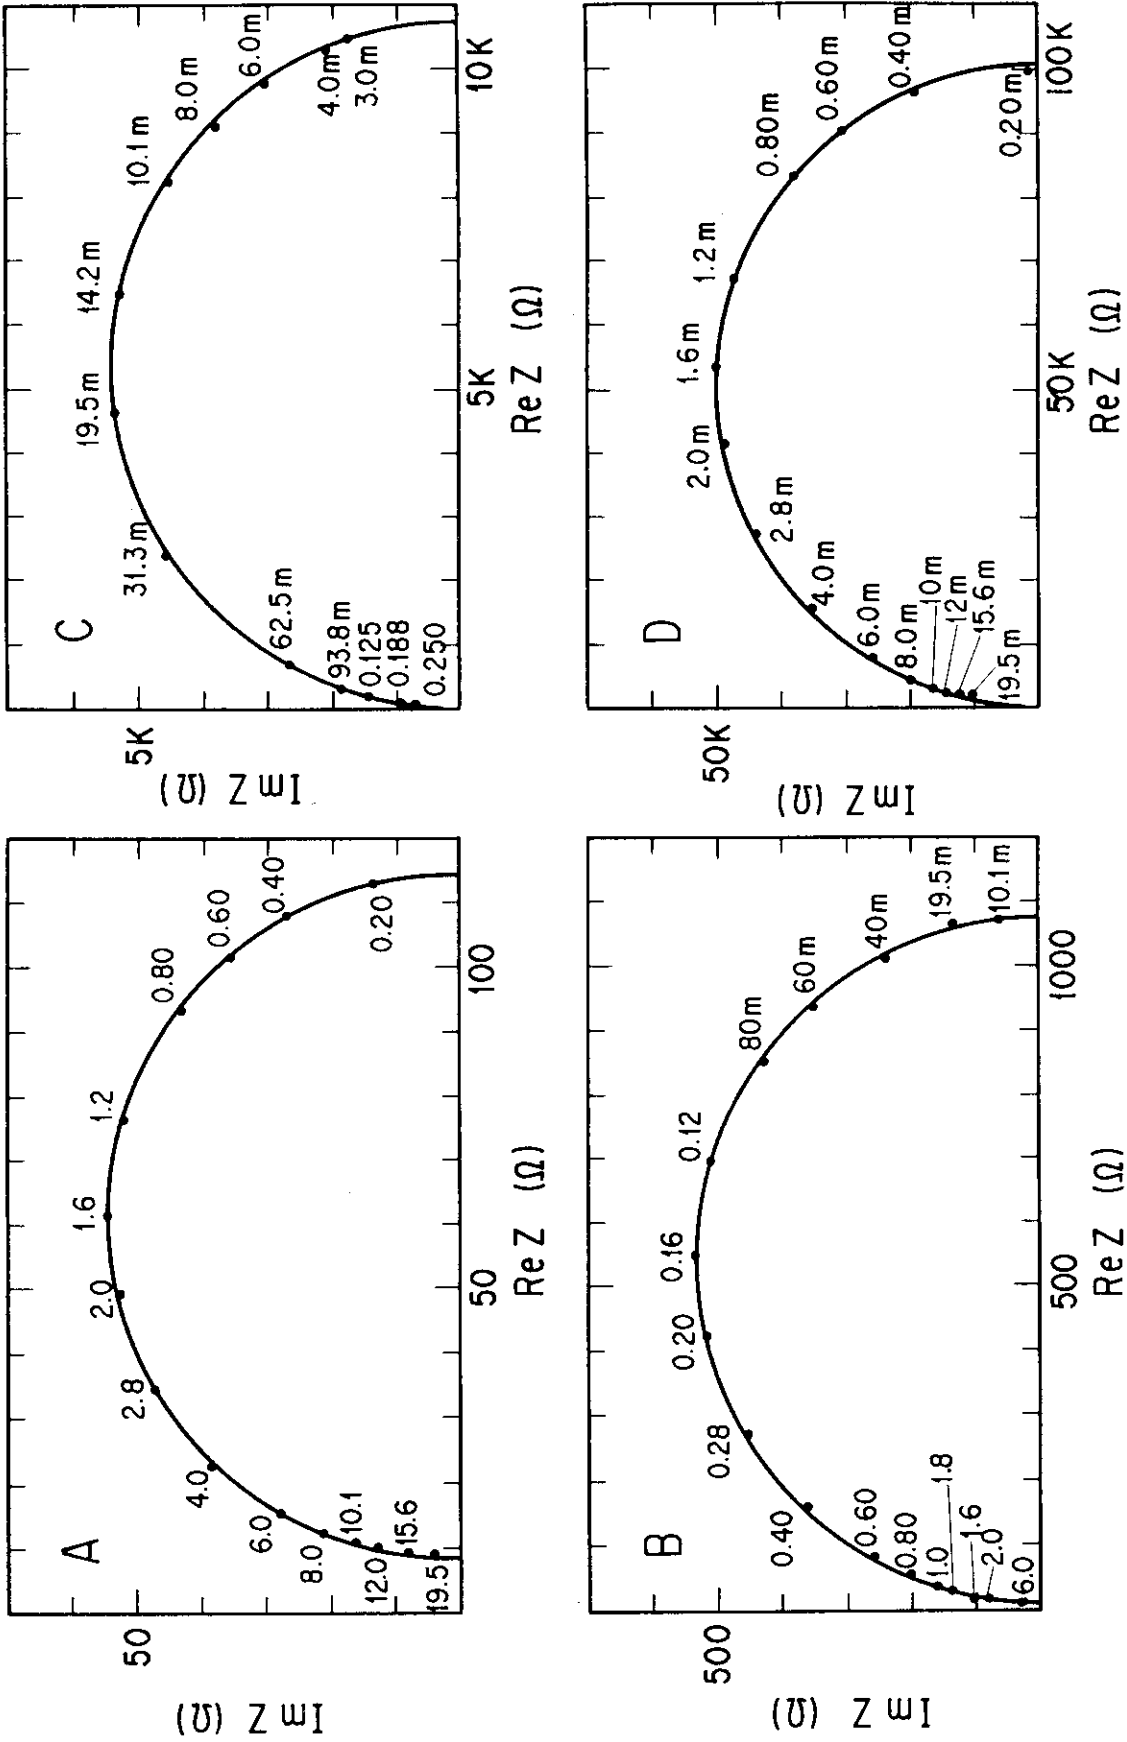 A
50
Im Z (Ω)
19.5
15.6
12.0
10.1
8.0
6.0
4.0
2.8
2.0
1.6
1.2
0.80
0.60
0.40
0.20
50
100
Re Z (Ω)
C
5K
Im Z (Ω)
0.250
0.188
0.125
93.8m
62.5m
31.3m
19.5m
14.2m
10.1m
8.0m
6.0m
4.0m
3.0m
5K
10K
Re Z (Ω)
B
500
Im Z (Ω)
6.0
2.0
1.6
1.8
1.0
0.80
0.60
0.40
0.28
0.20
0.16
0.12
80m
60m
40m
19.5m
10.1m
500
1000
Re Z (Ω)
D
50K
Im Z (Ω)
19.5m
15.6m
12m
10m
8.0m
6.0m
4.0m
2.8m
2.0m
1.6m
1.2m
0.80m
0.60m
0.40m
0.20m
50K
100K
Re Z (Ω)